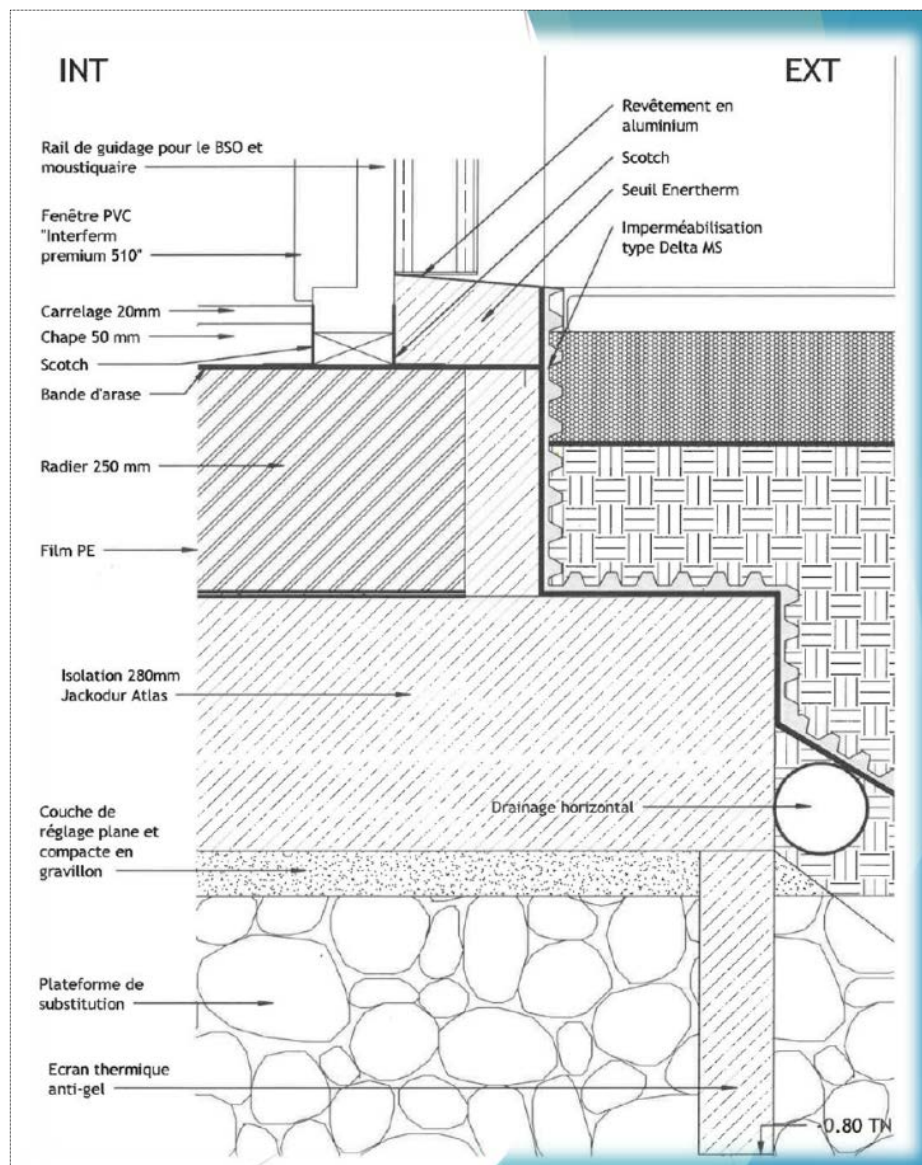 INT
EXT
Rail de guidage pour le BSO et
moustiquaire
Fenêtre PVC
"Interferm
premium 510"
Carrelage 20mm
Chape 50 mm
Scotch
Bande d'arase
Radier 250 mm
Film PE
Isolation 280mm
Jackodur Atlas
Couche de
réglage plane et
compacte en
gravillon
Plateforme de
substitution
Ecran thermique
anti-gel
Revêtement en
aluminium
Scotch
Seuil Enertherm
Imperméabilisation
type Delta MS
Drainage horizontal
-0.80 TN